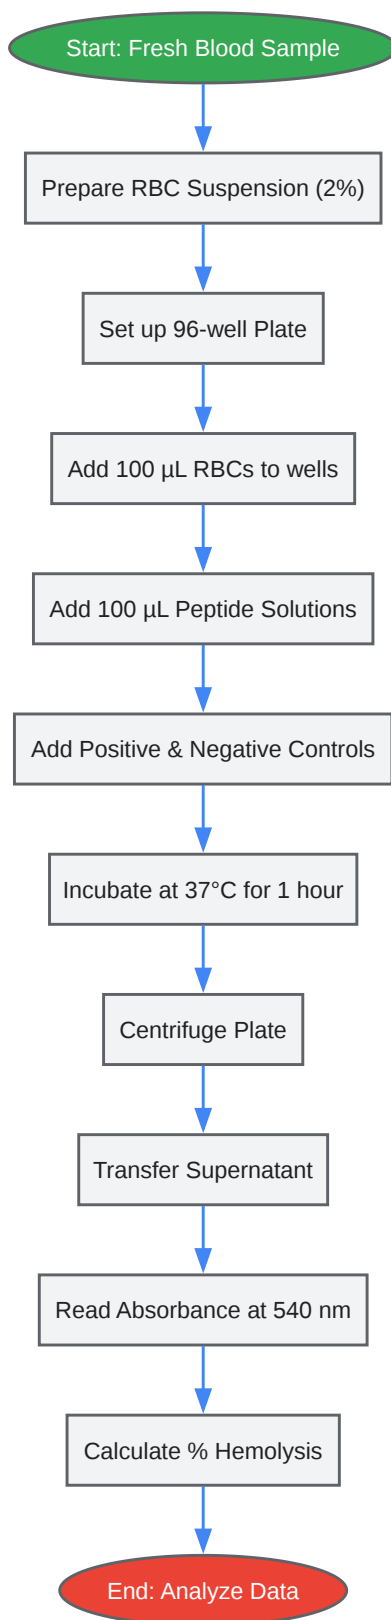 Start: Fresh Blood Sample
Prepare RBC Suspension (2%)
Set up 96-well Plate
Add 100 µL RBCs to wells
Add 100 µL Peptide Solutions
Add Positive & Negative Controls
Incubate at 37°C for 1 hour
Centrifuge Plate
Transfer Supernatant
Read Absorbance at 540 nm
Calculate % Hemolysis
End: Analyze Data